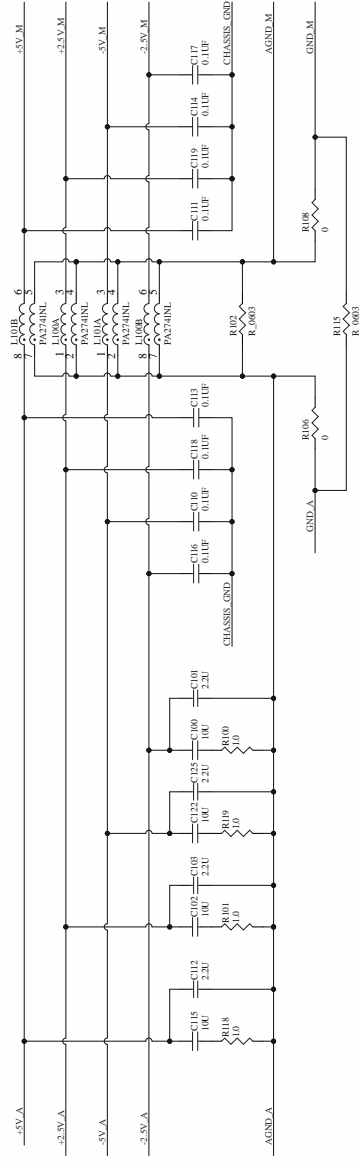 +5V_A
+2.5V_A
-5V_A
-2.5V_A
AGND_A
C115
10U
R118
1.0
C112
2.2U
C102
10U
R101
1.0
C103
2.2U
C122
10U
R119
1.0
C125
2.2U
C100
10U
R100
1.0
C101
2.2U
CHASSIS_GND
C116
0.1UF
C110
0.1UF
C118
0.1UF
C113
0.1UF
GND_A
R106
0
8 L101B 6
7 5
PA2741NL
1 L100A 3
2 4
PA2741NL
1 L101A 3
2 4
PA2741NL
8 L100B 6
7 5
PA2741NL
R102
R_0603
R115
R_0603
R108
0
C111
0.1UF
C119
0.1UF
C114
0.1UF
C117
0.1UF
+5V_M
+2.5V_M
-5V_M
-2.5V_M
CHASSIS_GND
AGND_M
GND_M